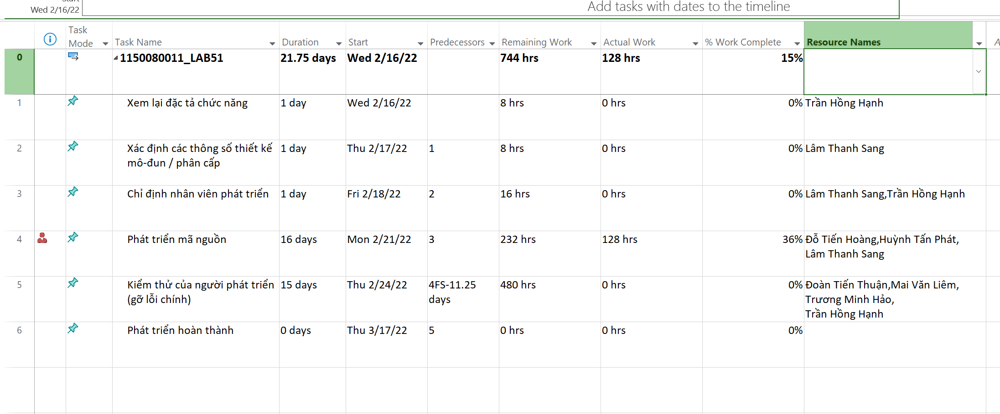 Start
Wed 2/16/22
Add tasks with dates to the timeline
Task Mode Task Name Duration Start Predecessors Remaining Work Actual Work % Work Complete Resource Names A
0 1150080011_LAB51 21.75 days Wed 2/16/22 744 hrs 128 hrs 15%
1 Xem lại đặc tả chức năng 1 day Wed 2/16/22 8 hrs 0 hrs 0% Trần Hồng Hạnh
2 Xác định các thông số thiết kế 1 day Thu 2/17/22 1 8 hrs 0 hrs 0% Lâm Thanh Sang
mô-đun / phân cấp
3 Chỉ định nhân viên phát triển 1 day Fri 2/18/22 2 16 hrs 0 hrs 0% Lâm Thanh Sang,Trần Hồng Hạnh
4 Phát triển mã nguồn 16 days Mon 2/21/22 3 232 hrs 128 hrs 36% Đỗ Tiến Hoàng,Huỳnh Tấn Phát,
Lâm Thanh Sang
5 Kiểm thử của người phát triển 15 days Thu 2/24/22 4FS-11.25 480 hrs 0 hrs 0% Đoàn Tiến Thuận,Mai Văn Liêm,
(gỡ lỗi chính) days Trương Minh Hảo,
Trần Hồng Hạnh
6 Phát triển hoàn thành 0 days Thu 3/17/22 5 0 hrs 0 hrs 0%